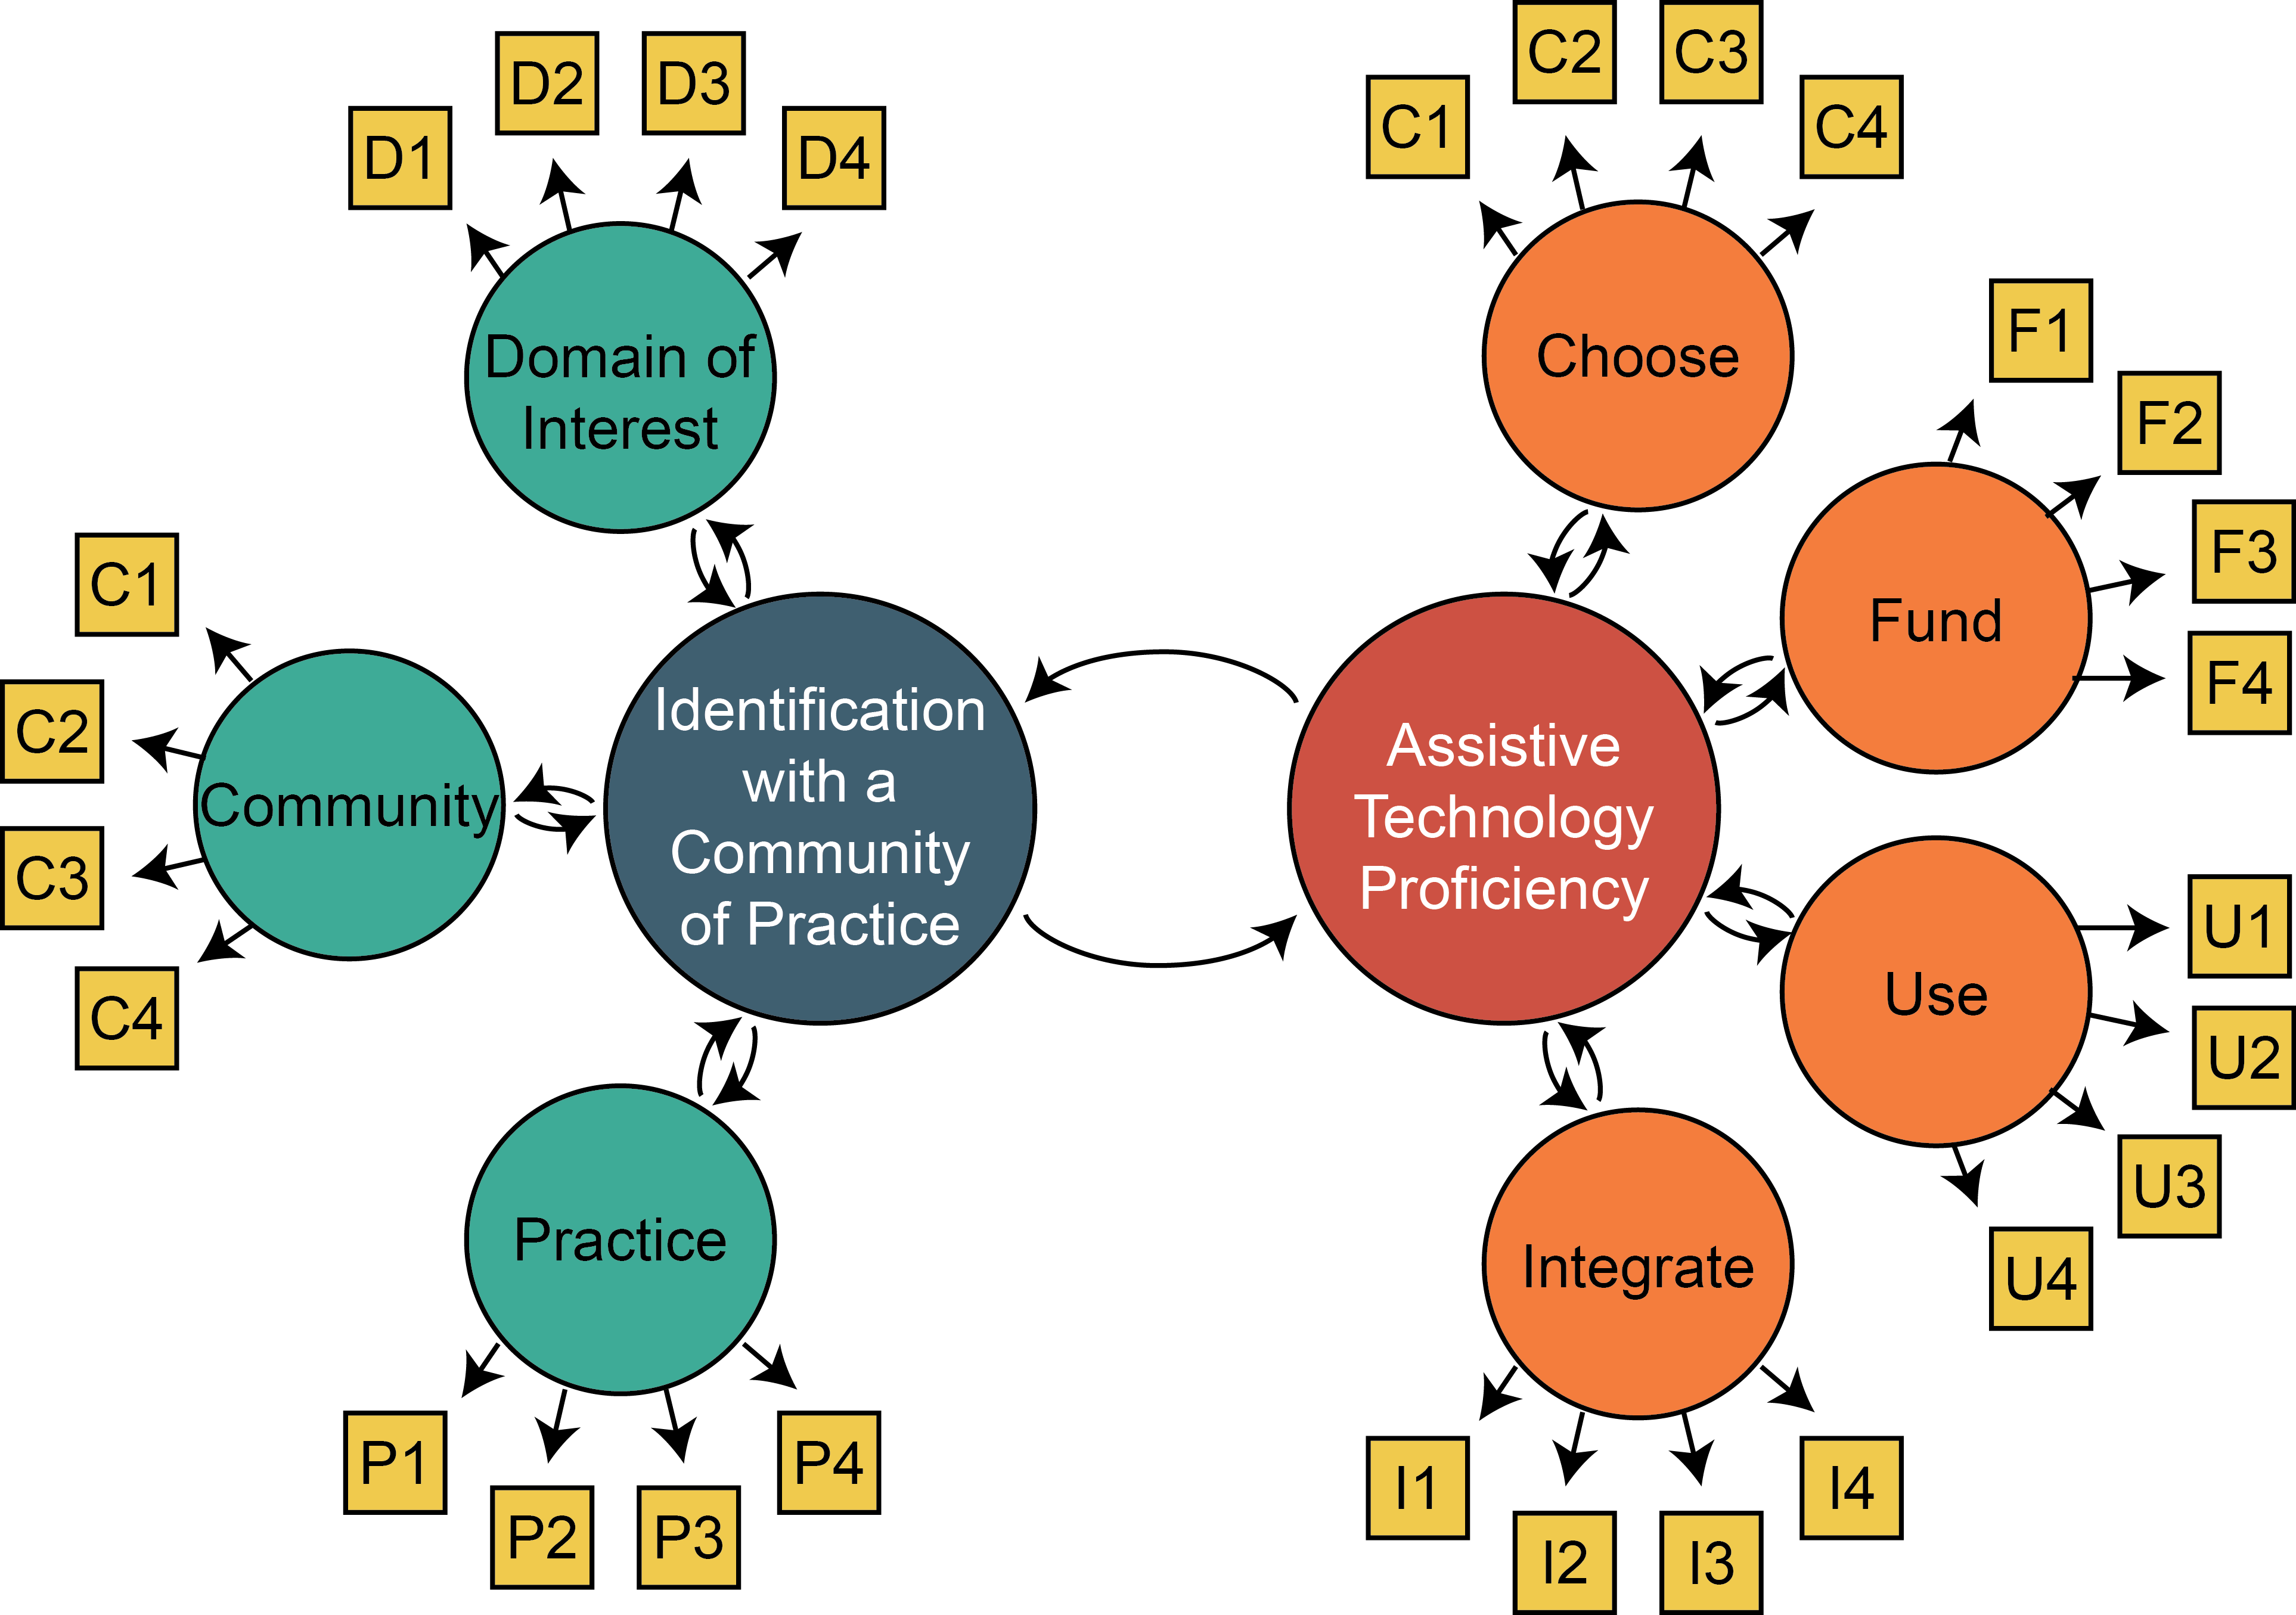 D1
D2
D3
D4
Domain of
Interest
C1
C2
C3
C4
Community
Identification
with a
Community
of Practice
Practice
P1
P2
P3
P4
C1
C2
C3
C4
Choose
F1
F2
F3
F4
Fund
Assistive
Technology
Proficiency
Use
U1
U2
U3
U4
Integrate
I1
I2
I3
I4